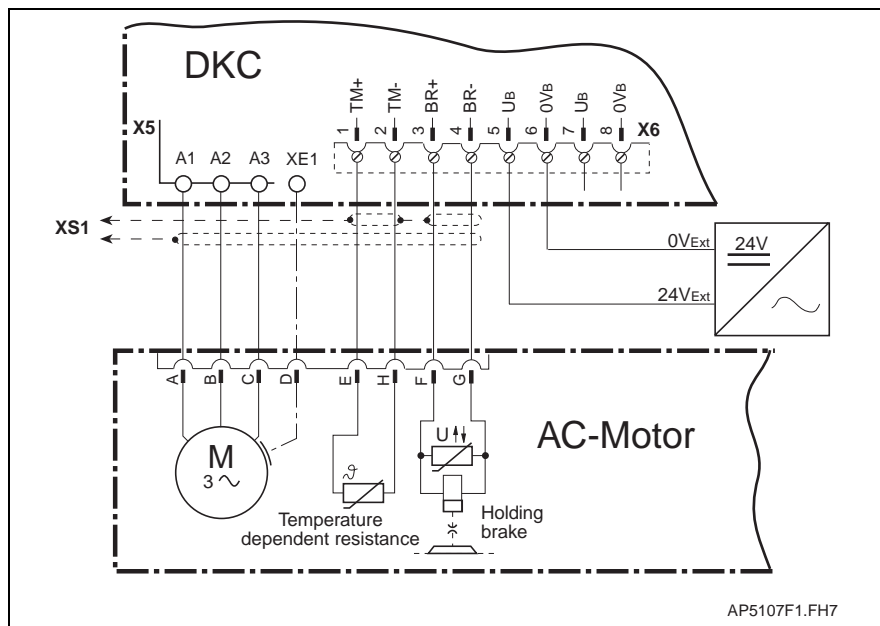 DKC
TM+ TM- BR+ BR- UB 0VB UB 0VB
X5
1 2 3 4 5 6 7 8 X6
A1 A2 A3 XE1
XS1
0VExt
24V
24VExt
A B C D E H F G
M
3
U
ϑ
AC-Motor
Temperature
dependent resistance
Holding
brake
AP5107F1.FH7